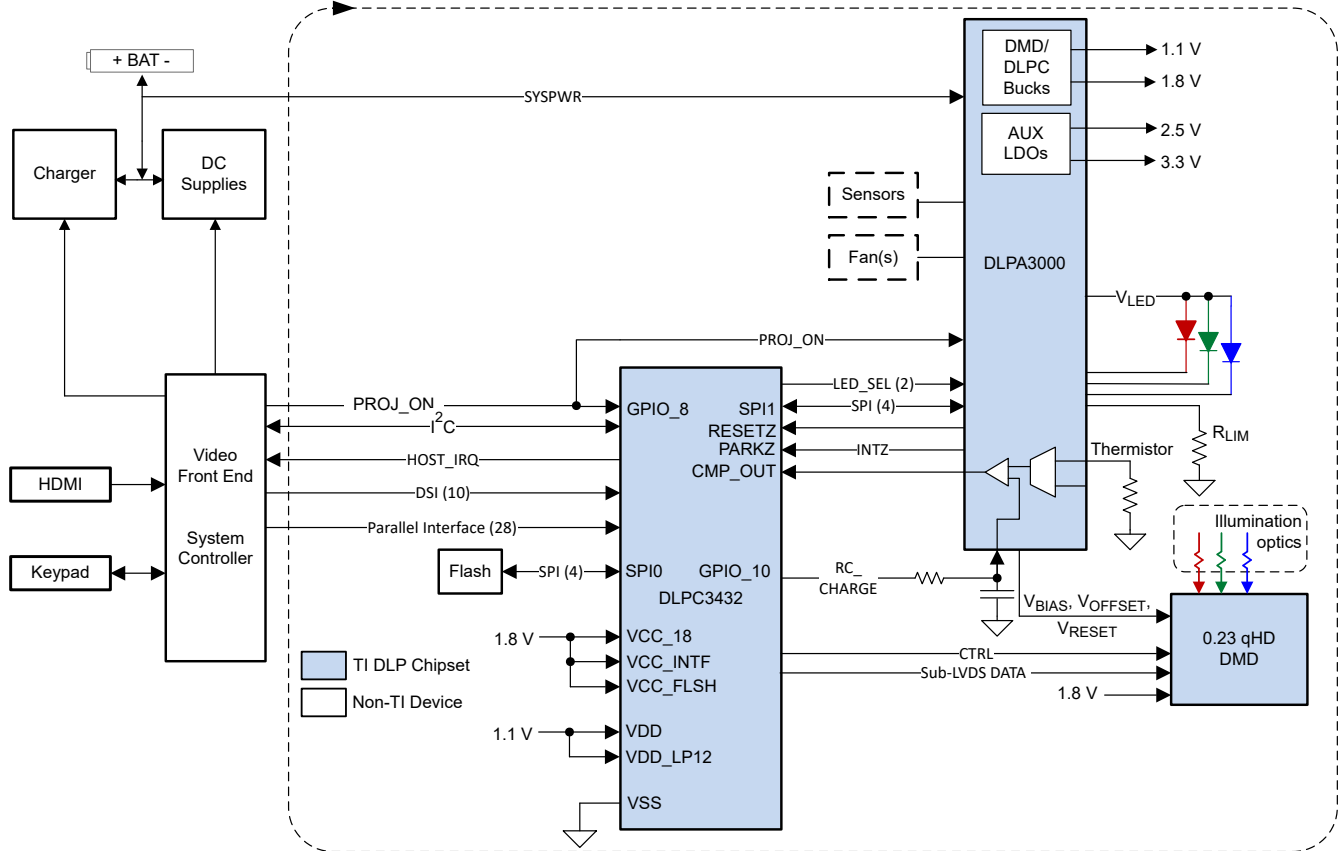 + BAT -
SYSPWR
Charger
DC
Supplies
DMD/
DLPC
Bucks
1.1 V
1.8 V
AUX
LDOs
2.5 V
3.3 V
Sensors
Fan(s)
DLPA3000
VLED
PROJ_ON
PROJ_ON
I2C
HOST_IRQ
DSI (10)
Parallel Interface (28)
Video
Front End
System
Controller
HDMI
Keypad
Flash
SPI (4)
GPIO_8
SPI1
RESETZ
PARKZ
CMP_OUT
LED_SEL (2)
SPI (4)
INTZ
Thermistor
RLIM
Illumination
optics
SPI0
GPIO_10
DLPC3432
RC_
CHARGE
VBIAS, VOFFSET,
VRESET
0.23 qHD
DMD
CTRL
Sub-LVDS DATA
1.8 V
1.8 V
VCC_18
VCC_INTF
VCC_FLSH
1.1 V
VDD
VDD_LP12
VSS
TI DLP Chipset
Non-TI Device